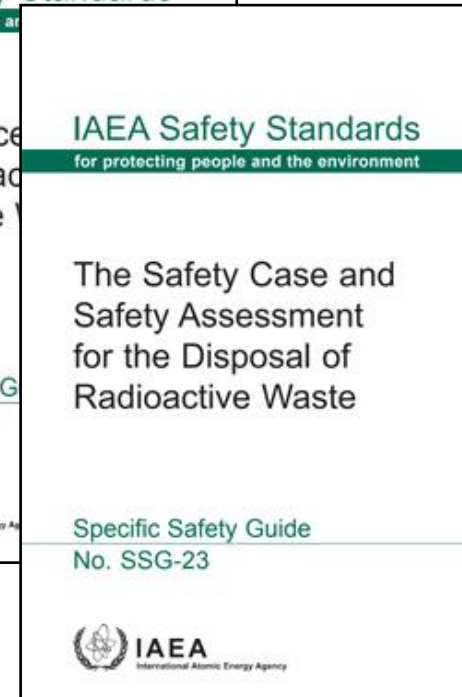 IAEA Safety Standards
for protecting people and the environment
The Safety Case and
Safety Assessment
for the Disposal of
Radioactive Waste
Specific Safety Guide
No. SSG-23
IAEA
International Atomic Energy Agency